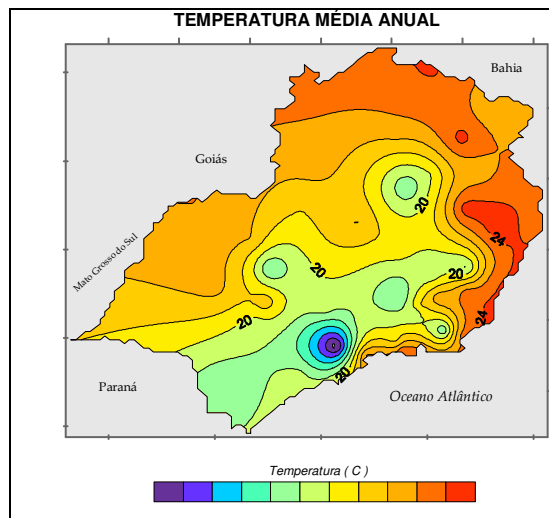 TEMPERATURA MÉDIA ANUAL
Bahia
Goiás
20
24
Mato Grosso do Sul
20
20
24
20
20
Paraná
Oceano Atlântico
Temperatura ( C )